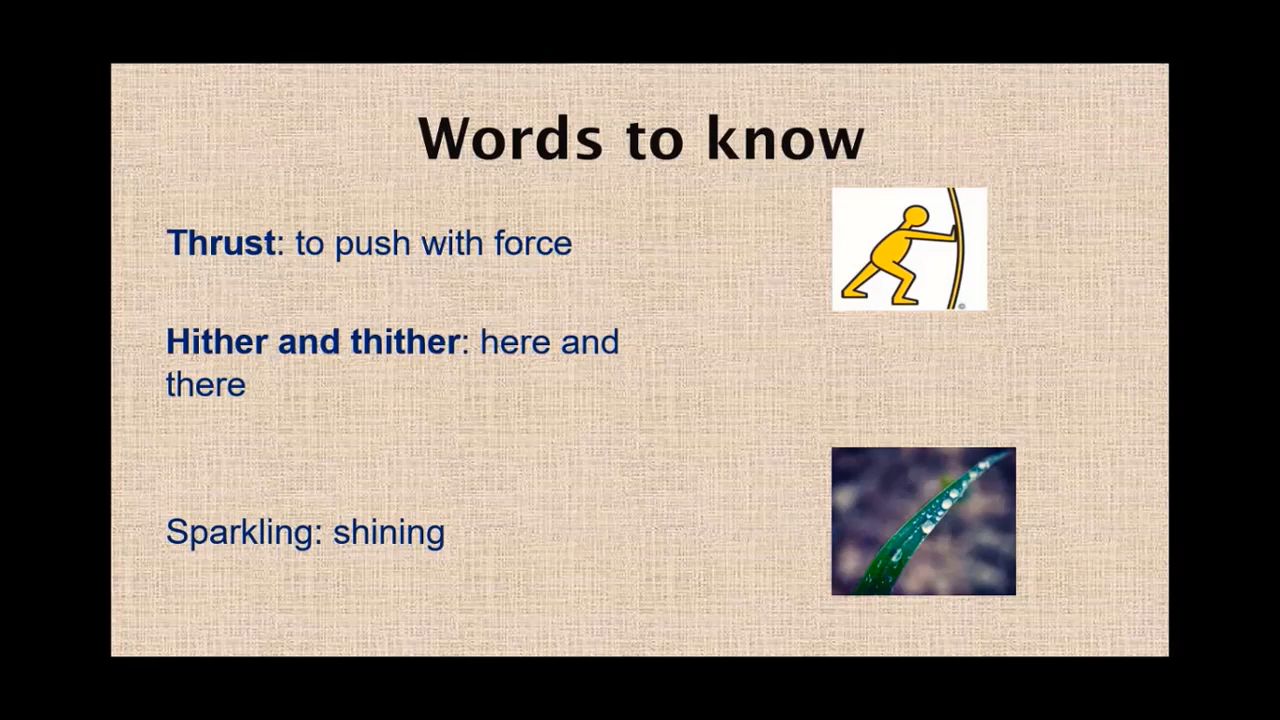 Words to know
Thrust: to push with force
Hither and thither: here and
there
Sparkling: shining